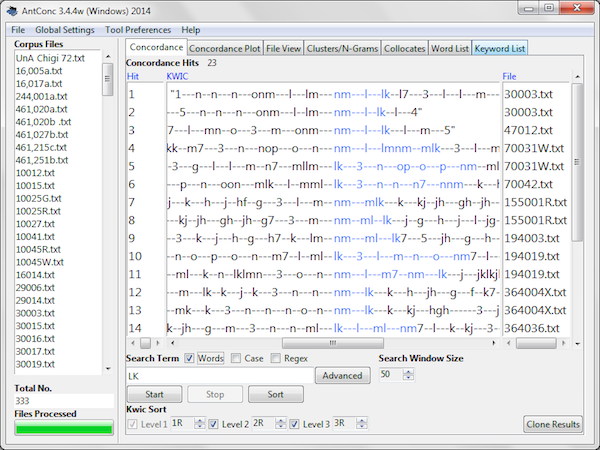 AntConc 3.4.4w (Windows) 2014
File Global Settings Tool Preferences Help
Corpus Files
UnA Chigi 72.txt
16,005a.txt
16,017a.txt
244,001a.txt
461,020a.txt
461,020b .txt
461,027b.txt
461,215c.txt
461,251b.txt
10012.txt
10015.txt
10025G.txt
10025R.txt
10027.txt
10041.txt
10045R.txt
10045W.txt
16014.txt
29006.txt
29014.txt
30003.txt
30015.txt
30016.txt
30017.txt
30019.txt
Total No.
333
Files Processed
Concordance Concordance Plot File View Clusters/N-Grams Collocates Word List Keyword List
Concordance Hits 23
Hit KWIC File
1 "1---n--n--n--onm--l--lm---nm---l---lk--l7---3--l---l---m--- 30003.txt
2 ---5---n--n--n--onm--l--lm---nm---l--lk--l---4" 30003.txt
3 7---l---mn--o---3--m---onm---nm---lk---l---m---5" 47012.txt
4 kk--m7---3---n---nop--o---n---nm---l---lmnm--mlk---3--l--- 70031W.txt
5 -3---g---l---l--m---n7---mllm---lk---3---n---op--o--p---nm---ml 70031W.txt
6 ---p---n--oon---mlk---l--mml--lk---3---n--n---n7--nnm---k---h 70042.txt
7 j---k---h---j--hf---g---3---l---nm---mlk---k---kj--jh---gh---jh 155001R.txt
8 ---kj--jh---gh--jh--g7---3---m---nm---ml--lk---j--g---h---j---l--jg 155001R.txt
9 --3---k--j---h--g---h7--k---lm---nm---ml---lk7---5---jh---g---h--- 194003.txt
10 --n--o---p--o---n---m7---l---n---lk---3---l---m---n---o---nm7---l-- 194019.txt
11 ---ml---k--n--lklmn---3---o--n---nm---l---m7--nm---lk---j---jklkjl 194019.txt
12 ---m---lk--k--j---k---3---n--n---nm---ml--lk---k---h--jh---g---f--k7 364004X.txt
13 --mk---k---3---n---n---n--o--n---nm---lk---k---kj---hgh-----3---j 364004X.txt
14 k--jh---g---m---3---n---n--ml---lk---l---m---n---nm7---l---k---kj---3 364036.txt
Search Term Words Case Regex Search Window Size
LK Advanced 50
Start Stop Sort
Kwic Sort
Level 1 1R Level 2 2R Level 3 3R Clone Results